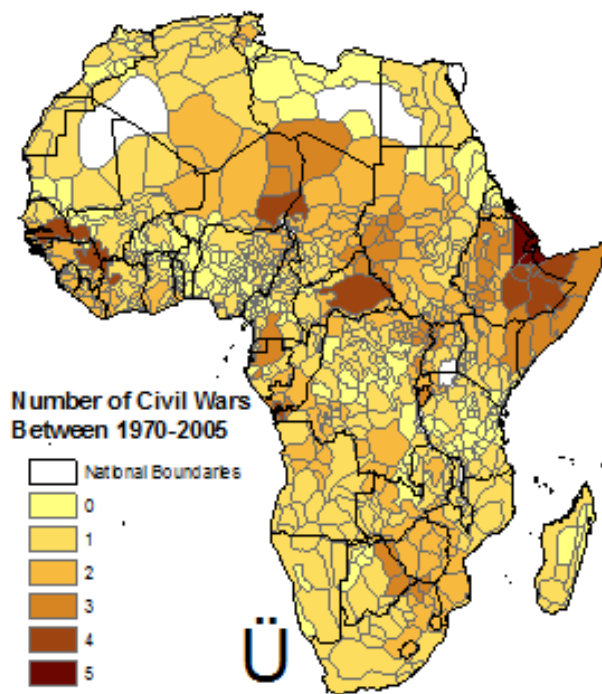 Number of Civil Wars
Between 1970-2005
National Boundaries
0
1
2
3
4
5
Ü